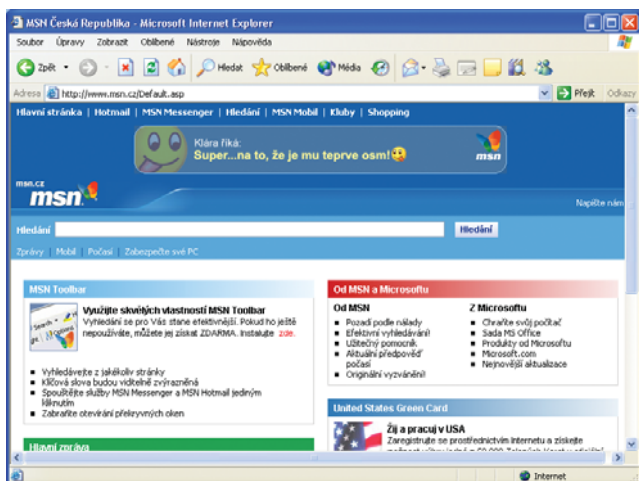 MSN Česká Republika - Microsoft Internet Explorer
Soubor Úpravy Zobrazit Oblíbené Nástroje Nápověda
Zpět Hledat Oblíbené Média
Adresa http://www.msn.cz/Default.asp Přejít Odkazy
Hlavní stránka | Hotmail | MSN Messenger | Hledání | MSN Mobil | Kluby | Shopping
Klára říká:
Super...na to, že je mu teprve osm!
msn
msn.cz
msn
Napište nám
Hledání Hledání
Zprávy | Mobil | Počasí | Zabezpečte své PC
MSN Toolbar
Využijte skvělých vlastností MSN Toolbar
Vyhledání se pro Vás stane efektivnější. Pokud ho ještě
nepoužíváte, můžete jej získat ZDARMA. Instalujte zde.
Search
Vyhledávejte z jakékoliv stránky
Klíčová slova budou viditelně zvýrazněná
Spouštějte služby MSN Messenger a MSN Hotmail jediným
kliknutím
Zabraňte otevírání překryvných oken
Hlavní zpráva
Od MSN a Microsoftu
Od MSN
Pozadí podle nálady
Efektivní vyhledávání!
Užitečný pomocník
Aktuální předpověď
počasí
Originální vyzvánění!
Z Microsoftu
Chraňte svůj počítač
Sada MS Office
Produkty od Microsoftu
Microsoft.com
Nejnovější aktualizace
United States Green Card
Žij a pracuj v USA
Zaregistrujte se prostřednictvím Internetu a získejte
Internet